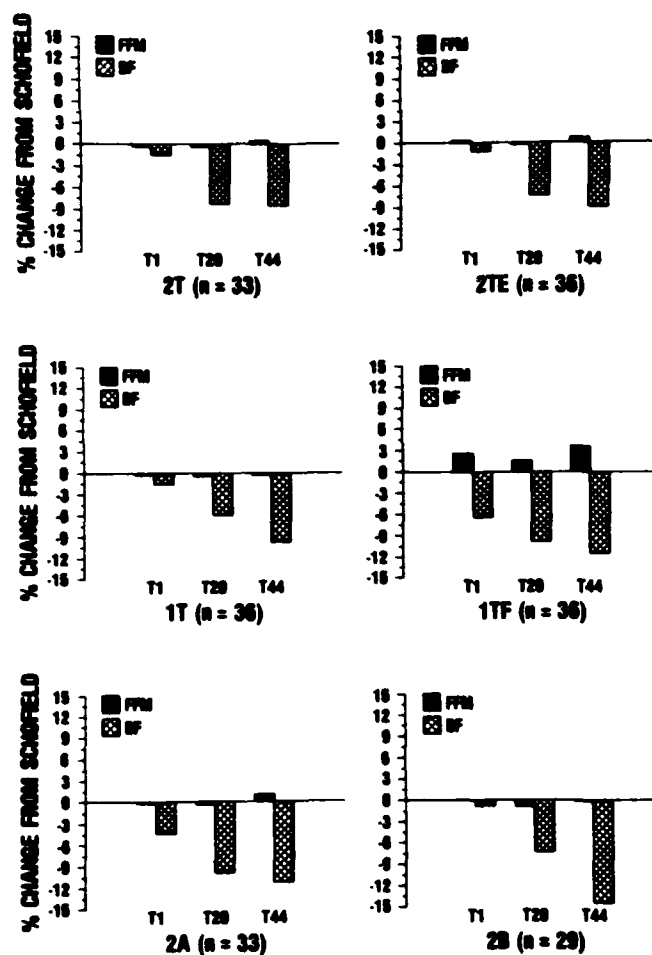 % CHANGE FROM SCHOFIELD
15
12
9
6
3
0
-3
-6
-9
-12
-15
FFM
BF
T1 T20 T44
2T (n = 33)
15
12
9
6
3
0
-3
-6
-9
-12
-15
FFM
BF
T1 T20 T44
2TE (n = 36)
% CHANGE FROM SCHOFIELD
15
12
9
6
3
0
-3
-6
-9
-12
-15
FFM
BF
T1 T20 T44
1T (n = 36)
15
12
9
6
3
0
-3
-6
-9
-12
-15
FFM
BF
T1 T20 T44
1TF (n = 36)
% CHANGE FROM SCHOFIELD
15
12
9
6
3
0
-3
-6
-9
-12
-15
FFM
BF
T1 T20 T44
2A (n = 33)
15
12
9
6
3
0
-3
-6
-9
-12
-15
FFM
BF
T1 T20 T44
2B (n = 29)